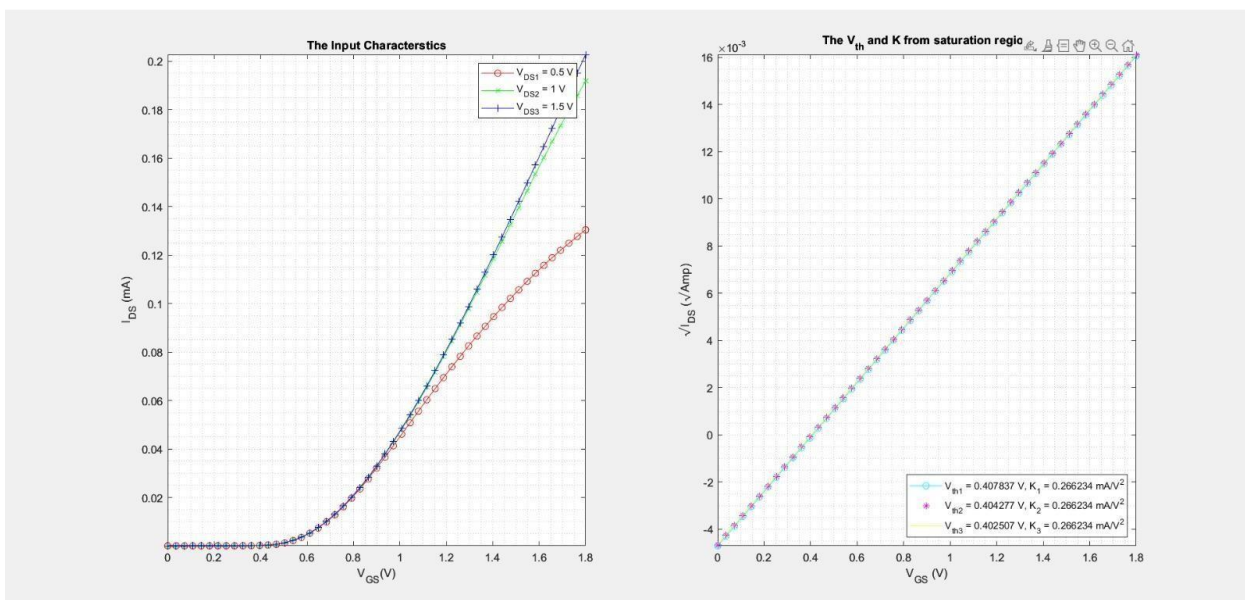 The Input Characterstics
0.2
0.18
0.16
0.14
0.12
0.1
0.08
0.06
0.04
0.02
I_DS (mA)
0 0.2 0.4 0.6 0.8 1 1.2 1.4 1.6 1.8
V_GS(V)
V_DS1 = 0.5 V
V_DS2 = 1 V
V_DS3 = 1.5 V
The V_th and K from saturation regio
×10^-3
16
14
12
10
8
6
4
2
0
-2
-4
√I_DS (√Amp)
0 0.2 0.4 0.6 0.8 1 1.2 1.4 1.6 1.8
V_GS (V)
V_th1 = 0.407837 V, K_1 = 0.266234 mA/V^2
V_th2 = 0.404277 V, K_2 = 0.266234 mA/V^2
V_th3 = 0.402507 V, K_3 = 0.266234 mA/V^2